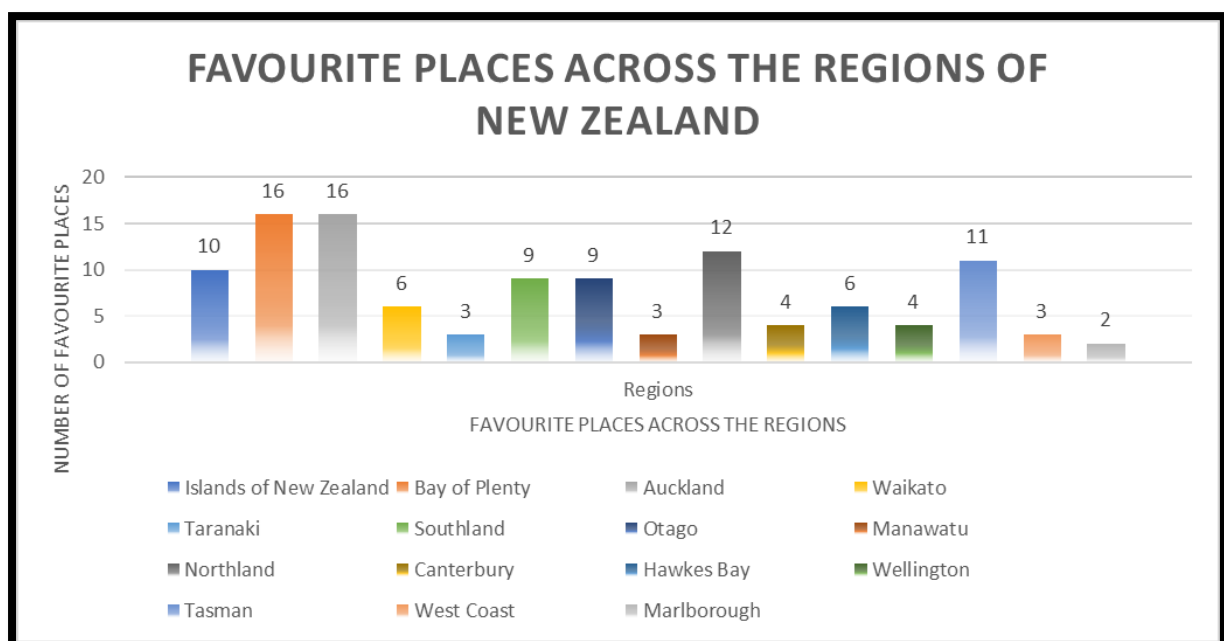 FAVOURITE PLACES ACROSS THE REGIONS OF
NEW ZEALAND
NUMBER OF FAVOURITE PLACES
20
15
10
5
0
10
16
16
6
3
9
9
3
12
4
6
4
11
3
2
Regions
FAVOURITE PLACES ACROSS THE REGIONS
Islands of New Zealand
Bay of Plenty
Auckland
Waikato
Taranaki
Southland
Otago
Manawatu
Northland
Canterbury
Hawkes Bay
Wellington
Tasman
West Coast
Marlborough